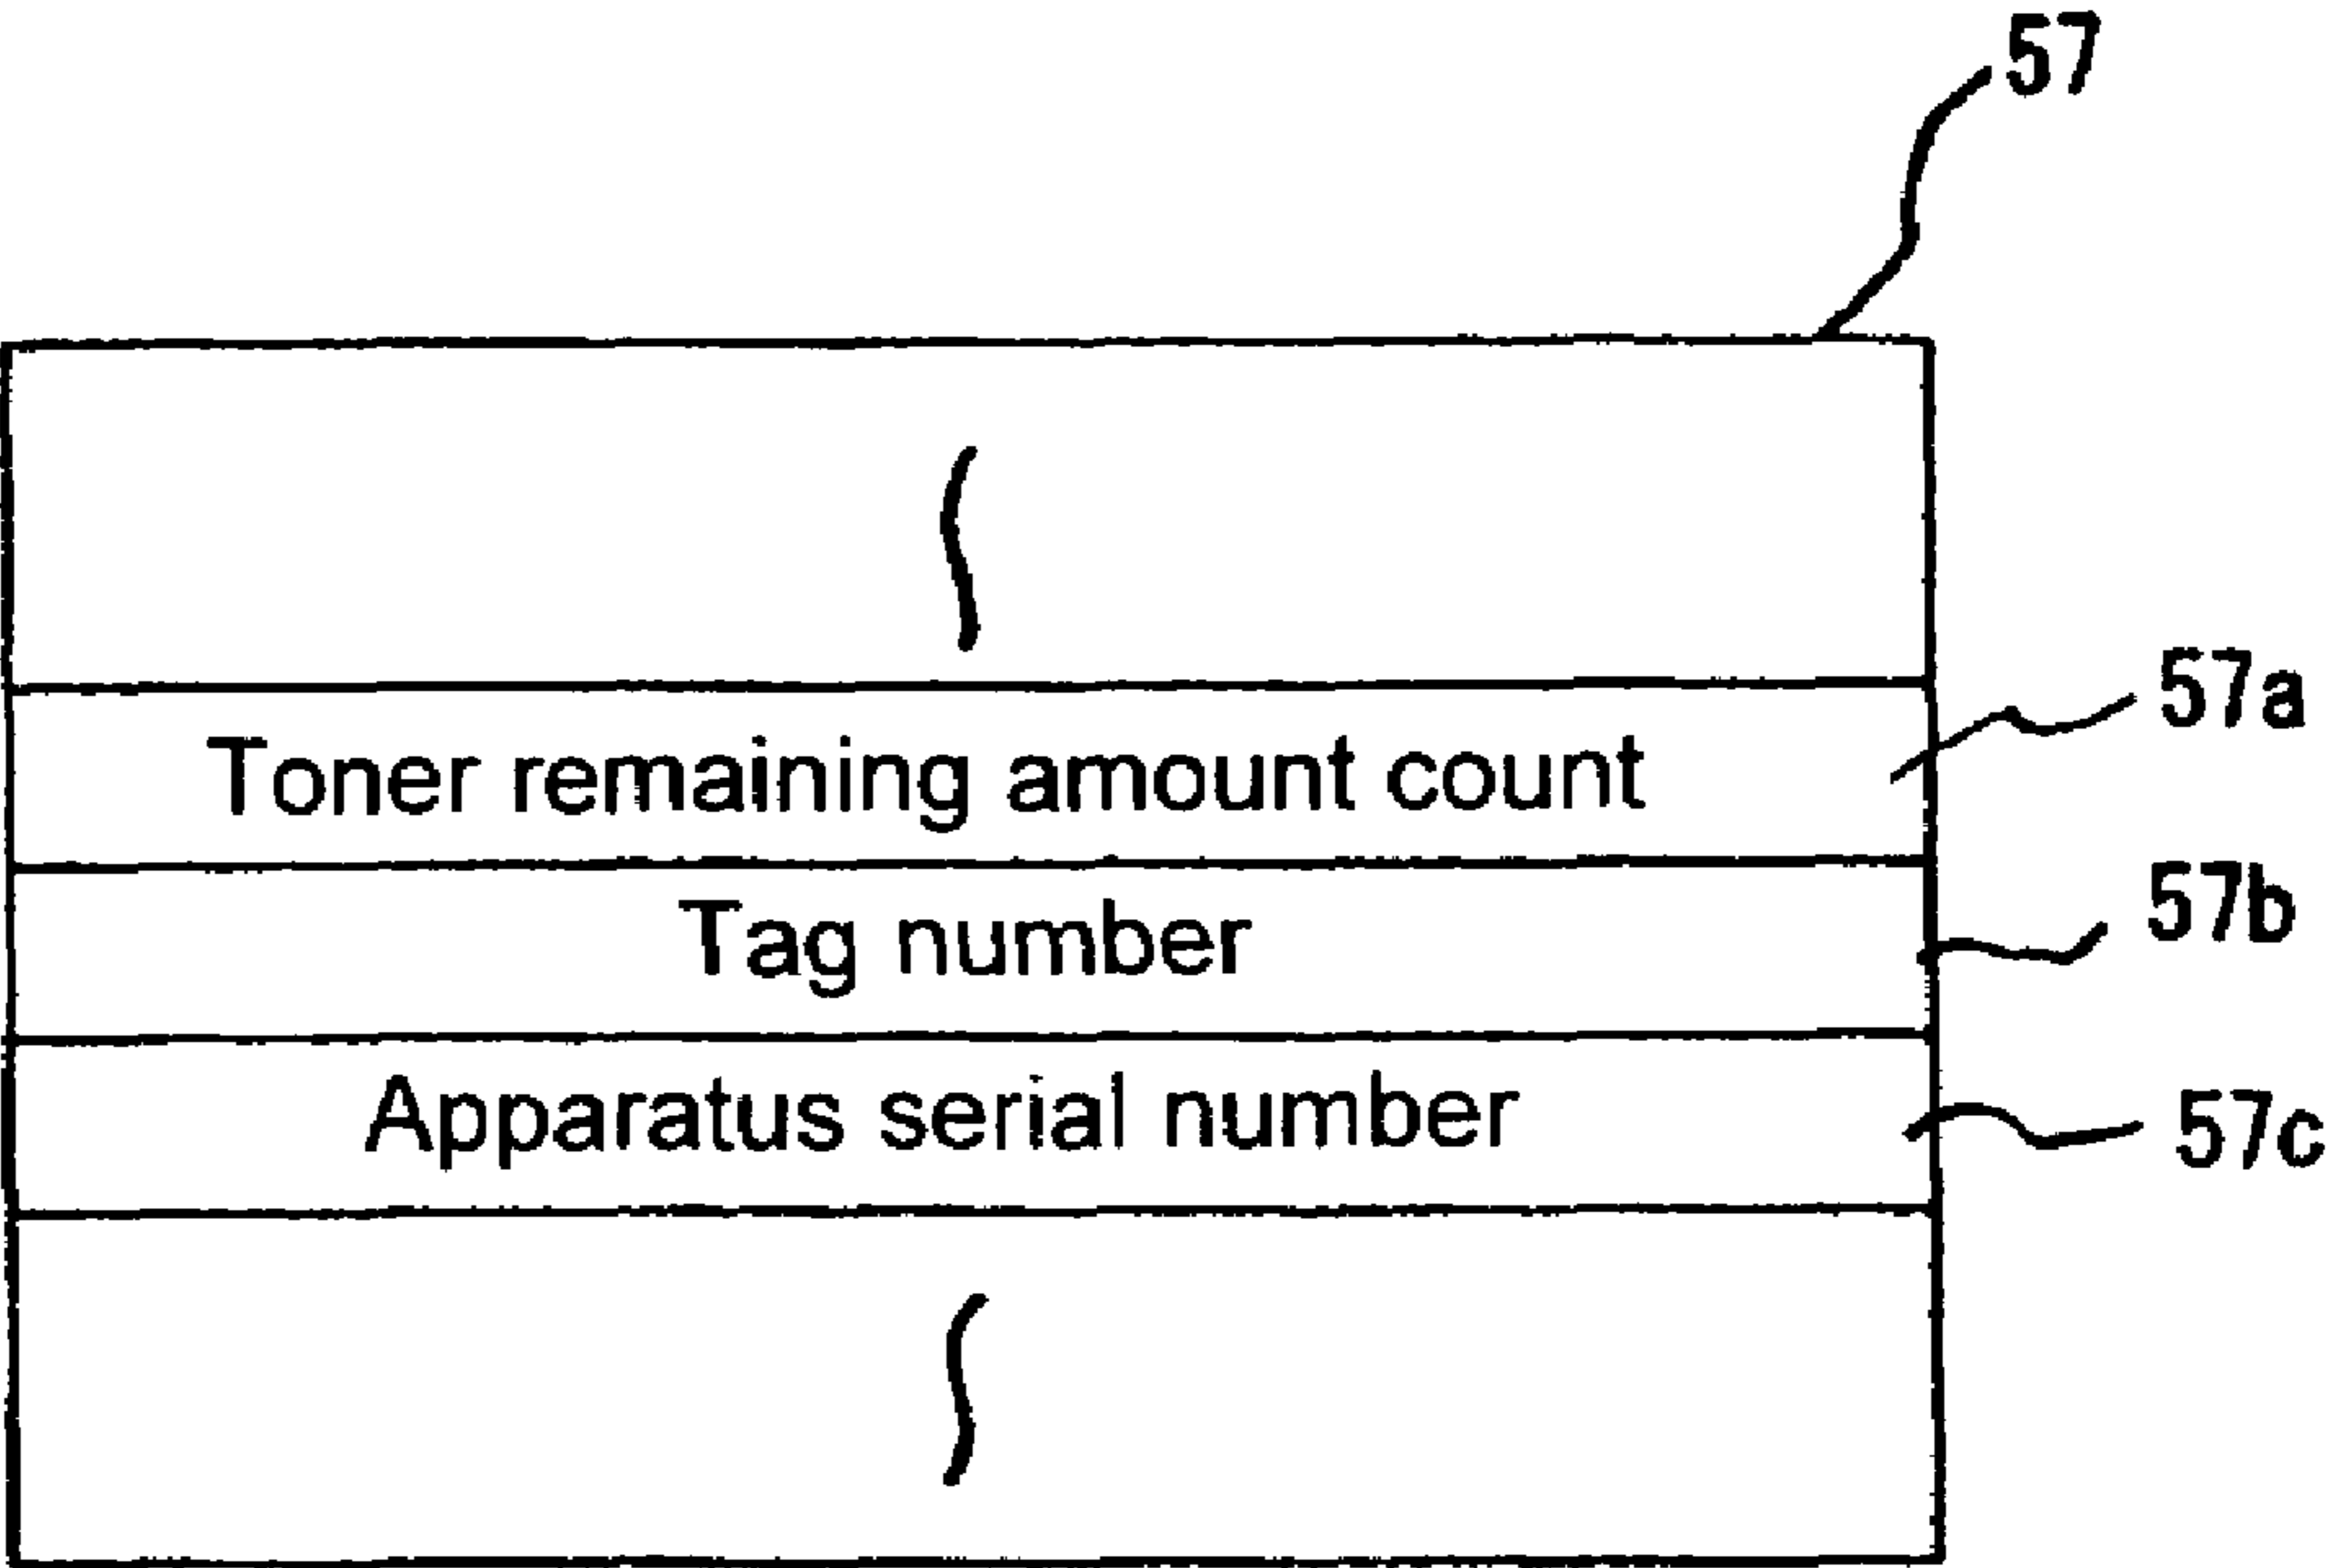 57
Toner remaining amount count
57a
Tag number
57b
Apparatus serial number
57c